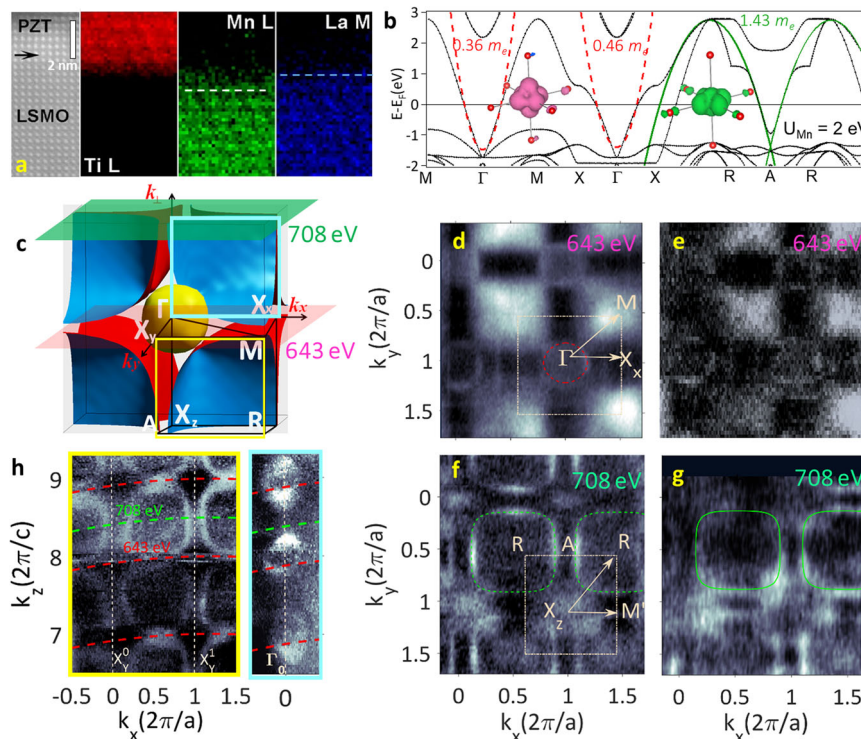 PZT
2 nm
LSMO
a
Ti L
Mn L
La M
b
E-E_F(eV)
3
2
1
0
-1
-2
0.36 m_e
0.46 m_e
1.43 m_e
U_Mn = 2 eV
M Γ M X Γ X R A R
c
k_⊥
708 eV
Γ
X_x
k_x
X_y
k_y
M
643 eV
A
X_z
R
d
643 eV
k_y(2π/a)
0
0.5
1
1.5
M
Γ
X_x
e
643 eV
h
k_z(2π/c)
9
8
7
708 eV
643 eV
X_Y^0
X_Y^1
Γ_0
-0.5 0 0.5 1 1.5
0
k_x(2π/a)
f
708 eV
k_y(2π/a)
0
0.5
1
1.5
R
A
R
X_z
M'
0 0.5 1 1.5
k_x(2π/a)
g
708 eV
0 0.5 1 1.5
k_x(2π/a)